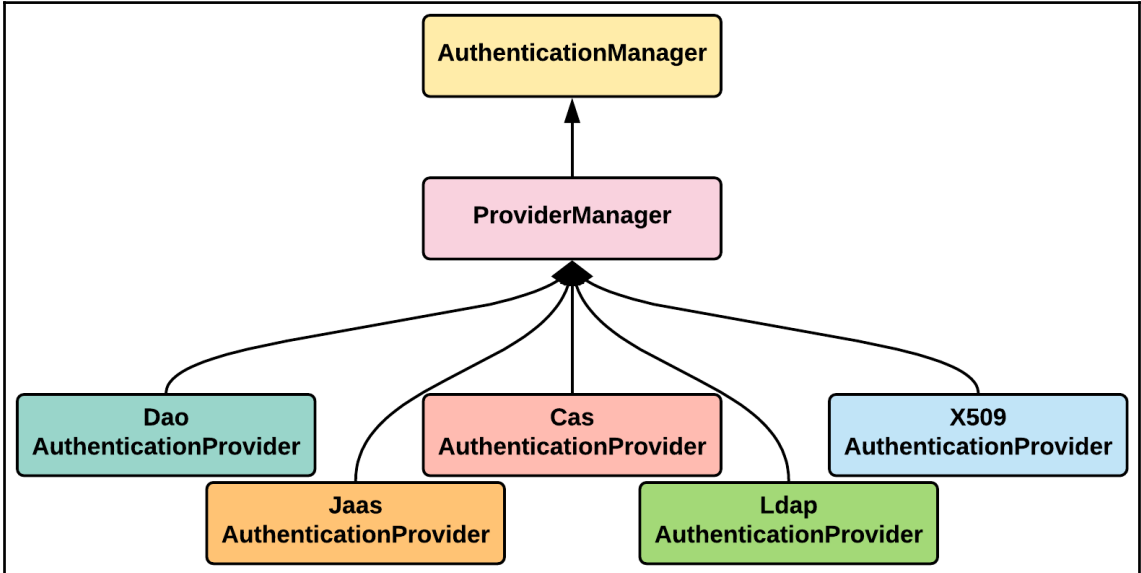 AuthenticationManager
ProviderManager
Dao
AuthenticationProvider
Cas
AuthenticationProvider
X509
AuthenticationProvider
Jaas
AuthenticationProvider
Ldap
AuthenticationProvider